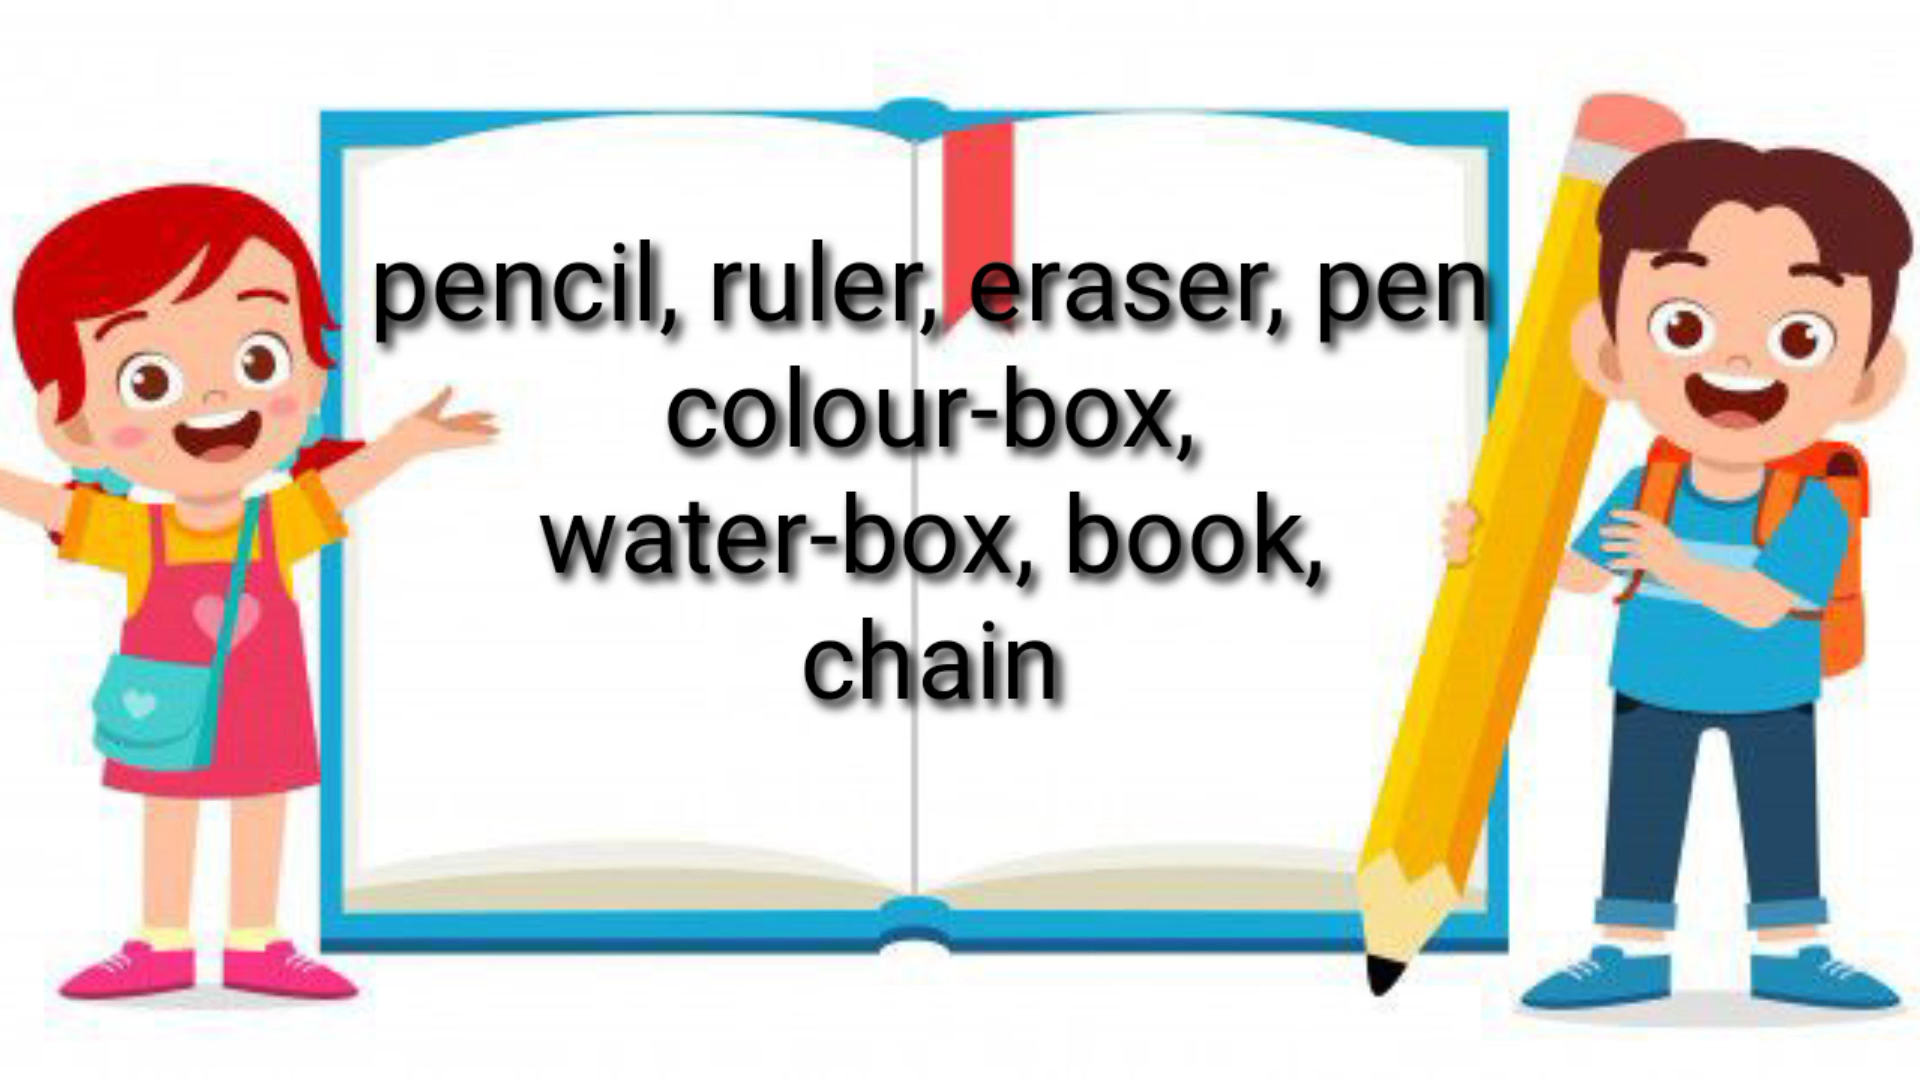 pencil, ruler, eraser, pen
colour-box,
water-box, book,
chain